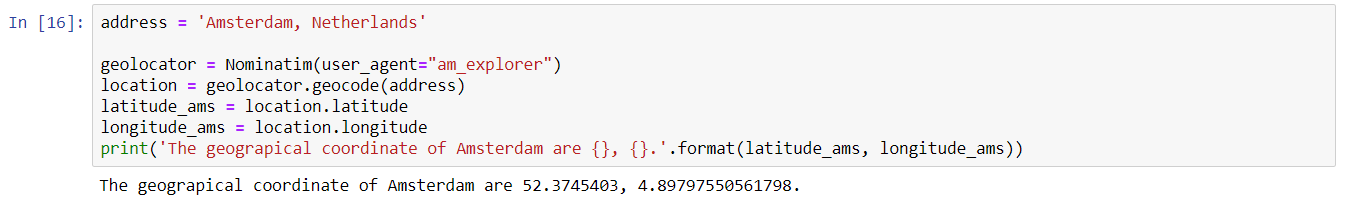 In [16]: address = 'Amsterdam, Netherlands'
geolocator = Nominatim(user_agent="am_explorer")
location = geolocator.geocode(address)
latitude_ams = location.latitude
longitude_ams = location.longitude
print('The geograpical coordinate of Amsterdam are {}, {}.'.format(latitude_ams, longitude_ams))
The geograpical coordinate of Amsterdam are 52.3745403, 4.89797550561798.